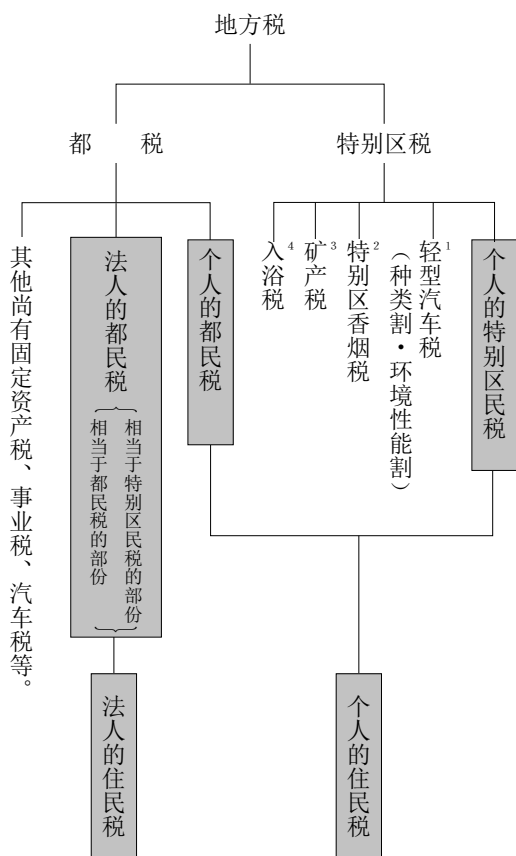 地方税
都　税
特别区税
个人的特别区民税
轻型汽车税1
（种类割・环境性能割）
特别区香烟税2
矿产税3
入浴税4
个人的都民税
法人的都民税
相当于特别区民税的部份
相当于都民税的部份
其他尚有固定资产税、事业税、汽车税等。
个人的住民税
法人的住民税